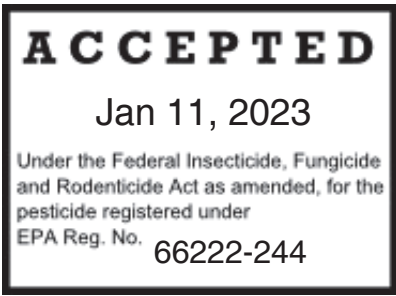 ACCEPTED
Jan 11, 2023
Under the Federal Insecticide, Fungicide
and Rodenticide Act as amended, for the
pesticide registered under
EPA Reg. No. 66222-244